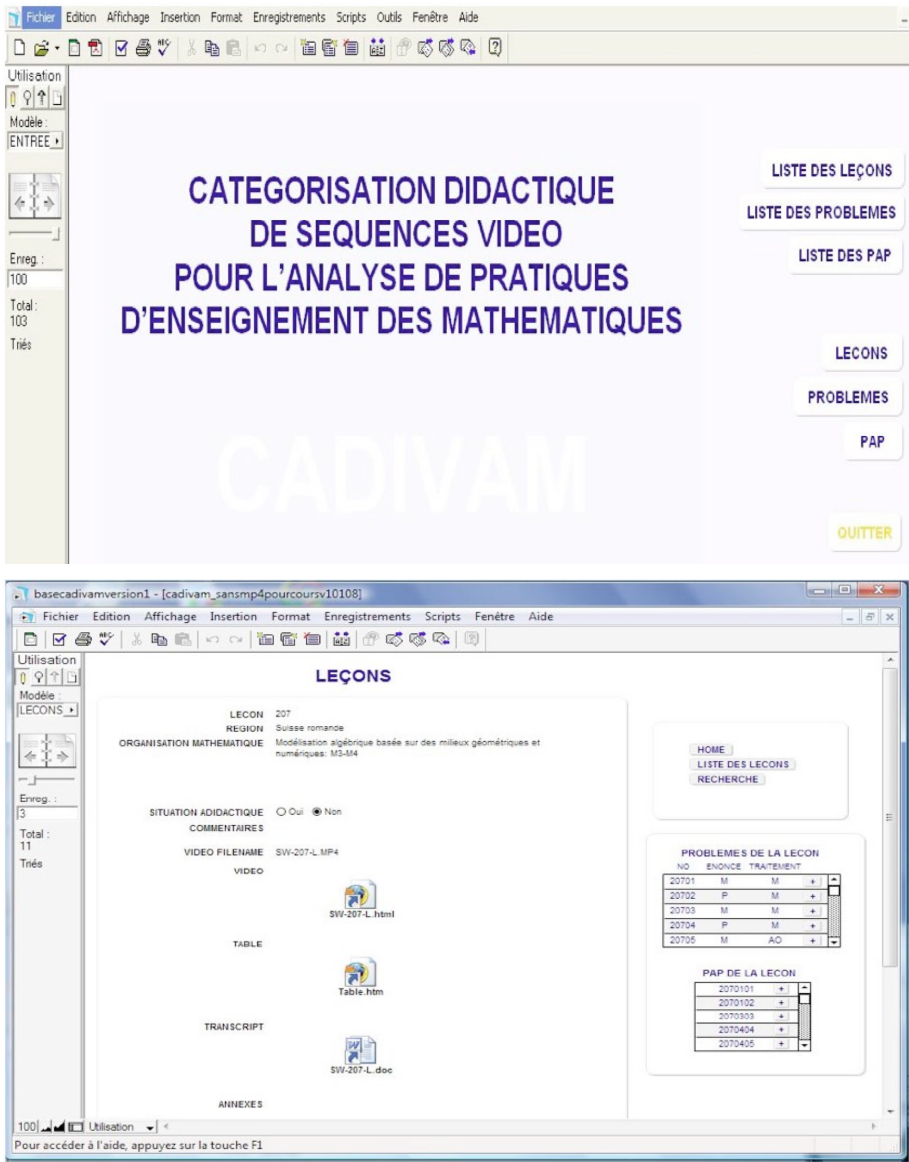 Fichier Edition Affichage Insertion Format Enregistrements Scripts Outils Fenêtre Aide
Utilisation
Modèle :
ENTREE_
Enreg. :
100
Total :
103
Triés
CATEGORISATION DIDACTIQUE
DE SEQUENCES VIDEO
POUR L'ANALYSE DE PRATIQUES
D'ENSEIGNEMENT DES MATHEMATIQUES
CADIVAM
LISTE DES LEÇONS
LISTE DES PROBLEMES
LISTE DES PAP
LECONS
PROBLEMES
PAP
QUITTER
basecadivamversion1 - [cadivam_sansmp4pourcoursv10108]
Fichier Edition Affichage Insertion Format Enregistrements Scripts Fenêtre Aide
Utilisation
Modèle :
LECONS_
Enreg. :
3
Total :
11
Triés
LEÇONS
LECON 207
REGION Suisse romande
ORGANISATION MATHEMATIQUE Modélisation algébrique basée sur des milieux géométriques et
numériques: M3-M4
SITUATION ADIDACTIQUE Oui Non
COMMENTAIRES
VIDEO FILENAME SW-207-L.MP4
VIDEO
SW-207-L.html
TABLE
Table.htm
TRANSCRIPT
SW-207-L.doc
ANNEXES
HOME
LISTE DES LECONS
RECHERCHE
PROBLEMES DE LA LECON
NO ENONCE TRAITEMENT
20701 M M +
20702 P M +
20703 M M +
20704 P M +
20705 M AO +
PAP DE LA LECON
2070101 +
2070102 +
2070303 +
2070404 +
2070405 +
100 Utilisation
Pour accéder à l'aide, appuyez sur la touche F1